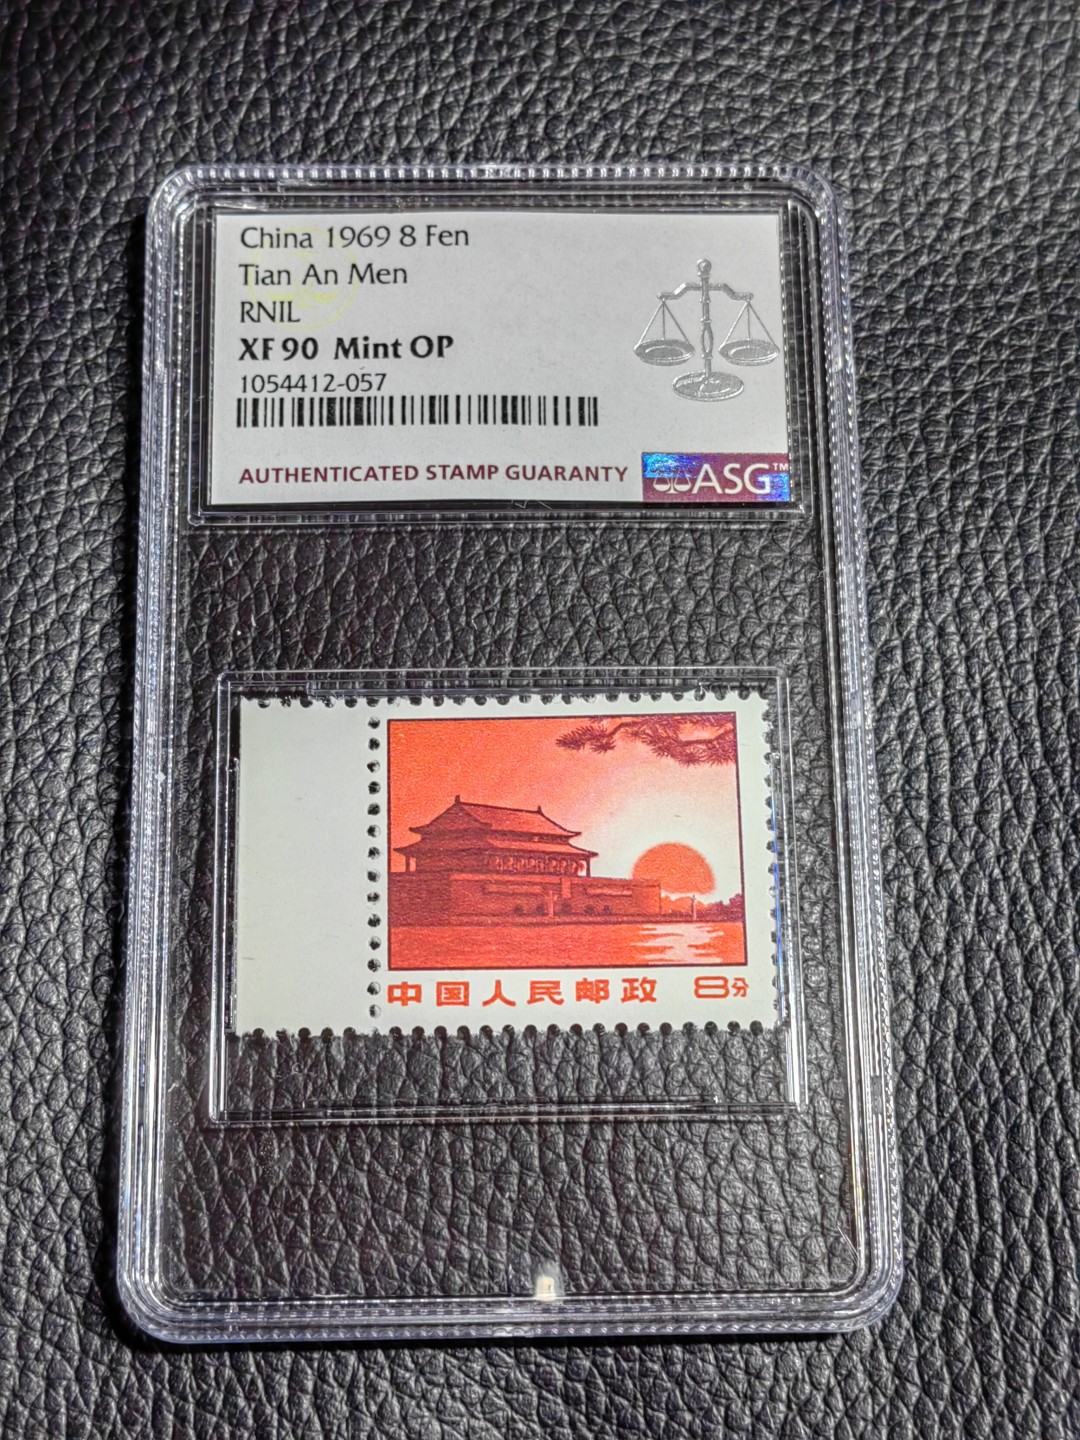 China 1969 8 Fen
Tian An Men
RNIL
XF 90 Mint OP
1054412-057
AUTHENTICATED STAMP GUARANTY
ASG™
中国人民邮政 8分